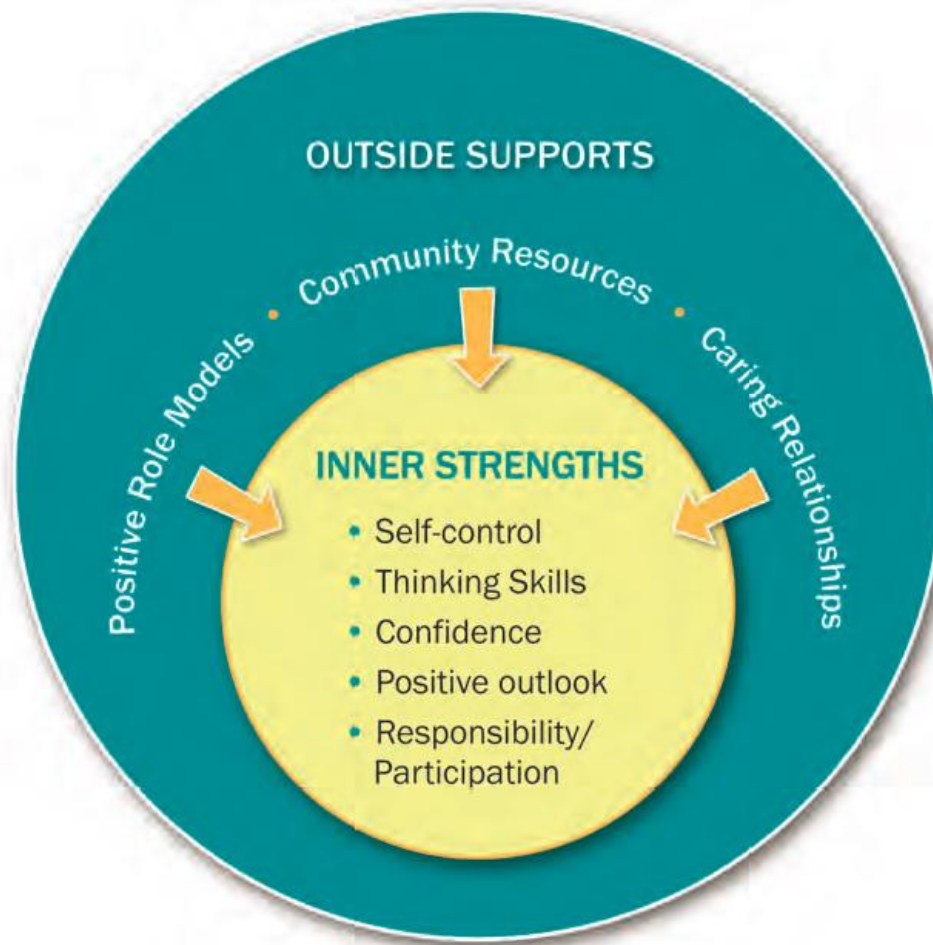 OUTSIDE SUPPORTS
Positive Role Models • Community Resources • Caring Relationships
INNER STRENGTHS
• Self-control
• Thinking Skills
• Confidence
• Positive outlook
• Responsibility/
Participation